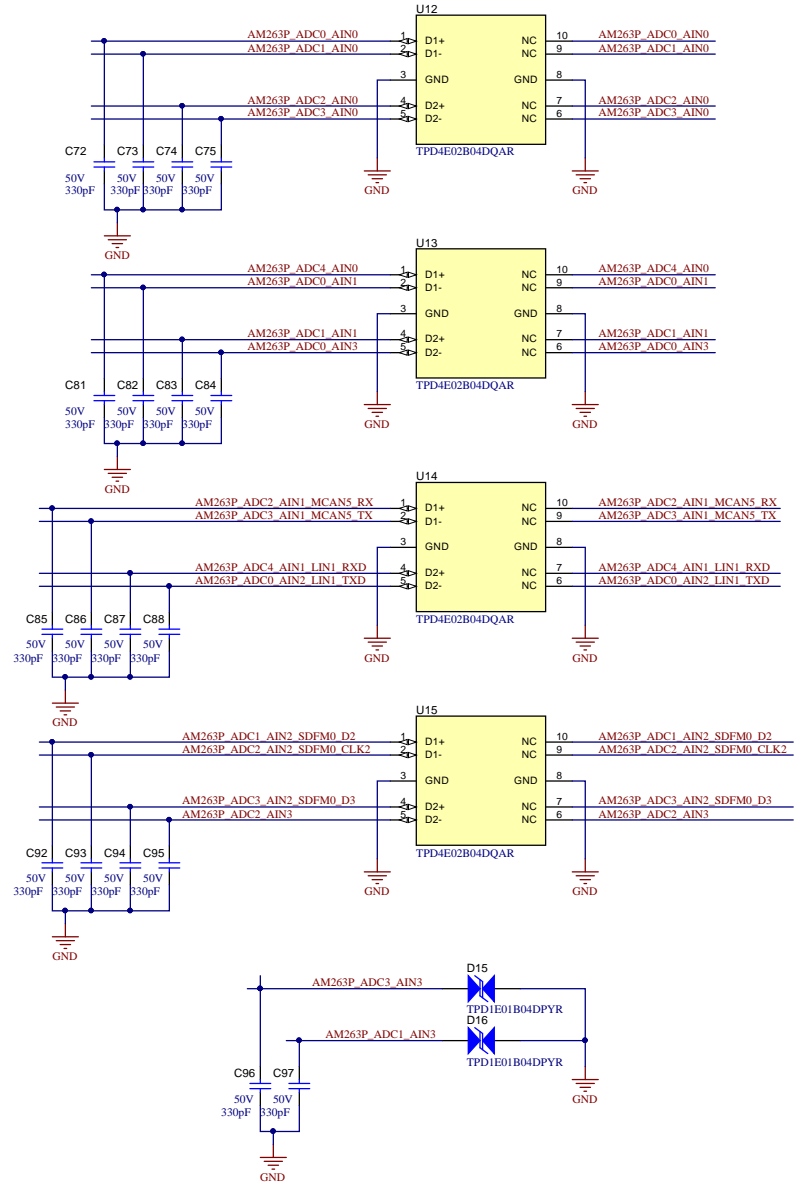 U12
AM263P_ADC0_AIN0 1 D1+ NC 10 AM263P_ADC0_AIN0
AM263P_ADC1_AIN0 2 D1- NC 9 AM263P_ADC1_AIN0
3 GND GND 8
AM263P_ADC2_AIN0 4 D2+ NC 7 AM263P_ADC2_AIN0
AM263P_ADC3_AIN0 5 D2- NC 6 AM263P_ADC3_AIN0
TPD4E02B04DQAR
C72 C73 C74 C75
50V 50V 50V 50V
330pF 330pF 330pF 330pF
GND GND
GND
U13
AM263P_ADC4_AIN0 1 D1+ NC 10 AM263P_ADC4_AIN0
AM263P_ADC0_AIN1 2 D1- NC 9 AM263P_ADC0_AIN1
3 GND GND 8
AM263P_ADC1_AIN1 4 D2+ NC 7 AM263P_ADC1_AIN1
AM263P_ADC0_AIN3 5 D2- NC 6 AM263P_ADC0_AIN3
TPD4E02B04DQAR
C81 C82 C83 C84
50V 50V 50V 50V
330pF 330pF 330pF 330pF
GND GND
GND
U14
AM263P_ADC2_AIN1_MCAN5_RX 1 D1+ NC 10 AM263P_ADC2_AIN1_MCAN5_RX
AM263P_ADC3_AIN1_MCAN5_TX 2 D1- NC 9 AM263P_ADC3_AIN1_MCAN5_TX
3 GND GND 8
AM263P_ADC4_AIN1_LIN1_RXD 4 D2+ NC 7 AM263P_ADC4_AIN1_LIN1_RXD
AM263P_ADC0_AIN2_LIN1_TXD 5 D2- NC 6 AM263P_ADC0_AIN2_LIN1_TXD
TPD4E02B04DQAR
C85 C86 C87 C88
50V 50V 50V 50V
330pF 330pF 330pF 330pF
GND GND
GND
U15
AM263P_ADC1_AIN2_SDFM0_D2 1 D1+ NC 10 AM263P_ADC1_AIN2_SDFM0_D2
AM263P_ADC2_AIN2_SDFM0_CLK2 2 D1- NC 9 AM263P_ADC2_AIN2_SDFM0_CLK2
3 GND GND 8
AM263P_ADC3_AIN2_SDFM0_D3 4 D2+ NC 7 AM263P_ADC3_AIN2_SDFM0_D3
AM263P_ADC2_AIN3 5 D2- NC 6 AM263P_ADC2_AIN3
TPD4E02B04DQAR
C92 C93 C94 C95
50V 50V 50V 50V
330pF 330pF 330pF 330pF
GND GND
GND
D15
AM263P_ADC3_AIN3
TPD1E01B04DPYR
D16
AM263P_ADC1_AIN3
TPD1E01B04DPYR
C96 C97
50V 50V
330pF 330pF
GND
GND